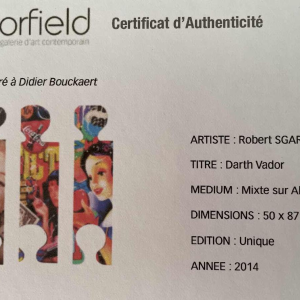 orfield
galerie d'art contemporain
Certificat d'Authenticité
ré à Didier Bouckaert
ARTISTE : Robert SGAR
TITRE : Darth Vador
MEDIUM : Mixte sur Al
DIMENSIONS : 50 x 87
EDITION : Unique
ANNEE : 2014